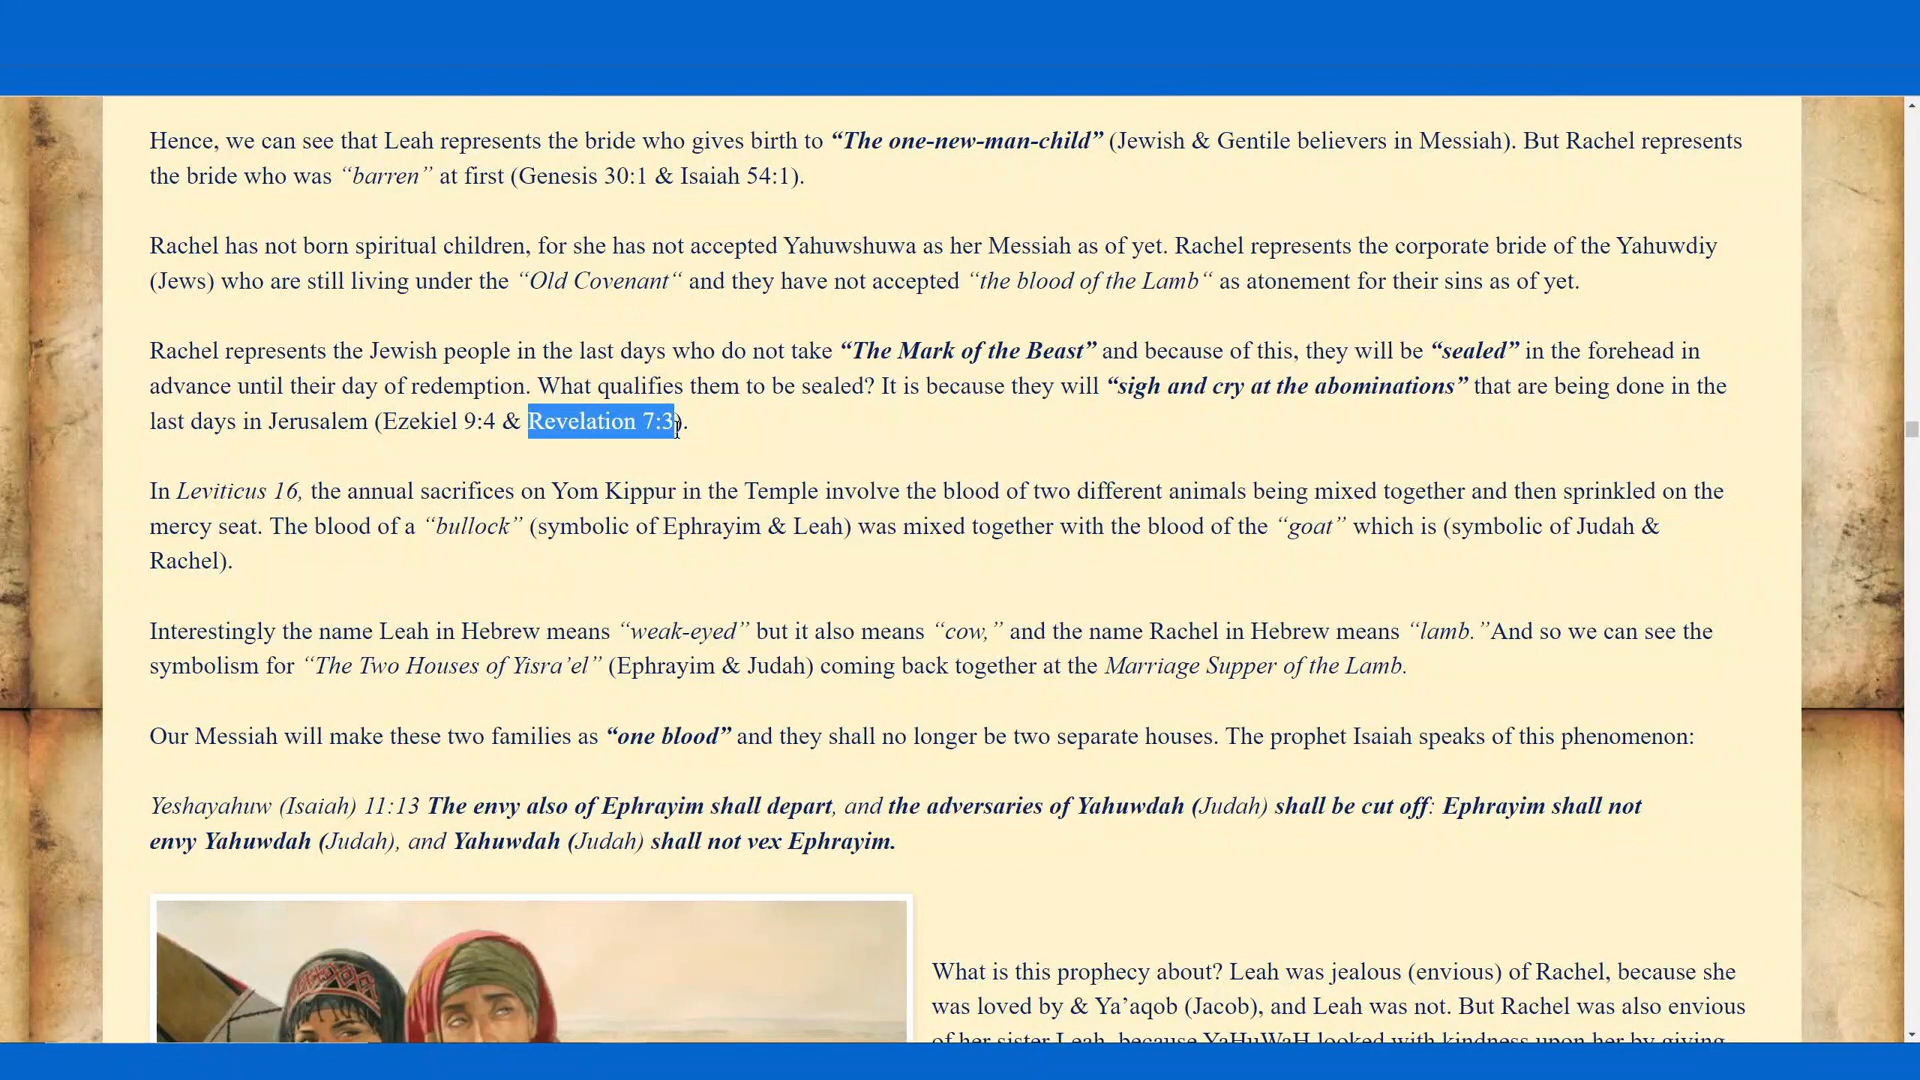 Hence, we can see that Leah represents the bride who gives birth to “The one-new-man-child” (Jewish & Gentile believers in Messiah). But Rachel represents
the bride who was “barren” at first (Genesis 30:1 & Isaiah 54:1).
Rachel has not born spiritual children, for she has not accepted Yahuwshuwa as her Messiah as of yet. Rachel represents the corporate bride of the Yahuwdiy
(Jews) who are still living under the “Old Covenant“ and they have not accepted “the blood of the Lamb“ as atonement for their sins as of yet.
Rachel represents the Jewish people in the last days who do not take “The Mark of the Beast” and because of this, they will be “sealed” in the forehead in
advance until their day of redemption. What qualifies them to be sealed? It is because they will “sigh and cry at the abominations” that are being done in the
last days in Jerusalem (Ezekiel 9:4 & Revelation 7:3).
In Leviticus 16, the annual sacrifices on Yom Kippur in the Temple involve the blood of two different animals being mixed together and then sprinkled on the
mercy seat. The blood of a “bullock” (symbolic of Ephrayim & Leah) was mixed together with the blood of the “goat” which is (symbolic of Judah &
Rachel).
Interestingly the name Leah in Hebrew means “weak-eyed” but it also means “cow,” and the name Rachel in Hebrew means “lamb.”And so we can see the
symbolism for “The Two Houses of Yisra’el” (Ephrayim & Judah) coming back together at the Marriage Supper of the Lamb.
Our Messiah will make these two families as “one blood” and they shall no longer be two separate houses. The prophet Isaiah speaks of this phenomenon:
Yeshayahuw (Isaiah) 11:13 The envy also of Ephrayim shall depart, and the adversaries of Yahuwdah (Judah) shall be cut off: Ephrayim shall not
envy Yahuwdah (Judah), and Yahuwdah (Judah) shall not vex Ephrayim.
What is this prophecy about? Leah was jealous (envious) of Rachel, because she
was loved by & Ya’aqob (Jacob), and Leah was not. But Rachel was also envious
of her sister Leah, because YaHuWaH looked with kindness upon her by giving